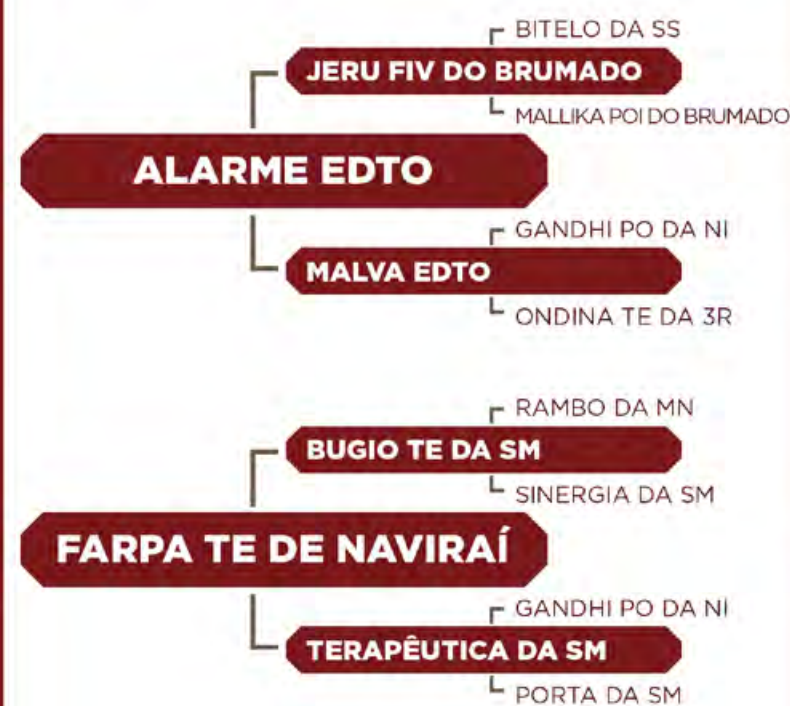 BITELO DA SS
JERU FIV DO BRUMADO
MALLIKA POI DO BRUMADO
ALARME EDTO
GANDHI PO DA NI
MALVA EDTO
ONDINA TE DA 3R
RAMBO DA MN
BUGIO TE DA SM
SINERGIA DA SM
FARPA TE DE NAVIRAÍ
GANDHI PO DA NI
TERAPÊUTICA DA SM
PORTA DA SM